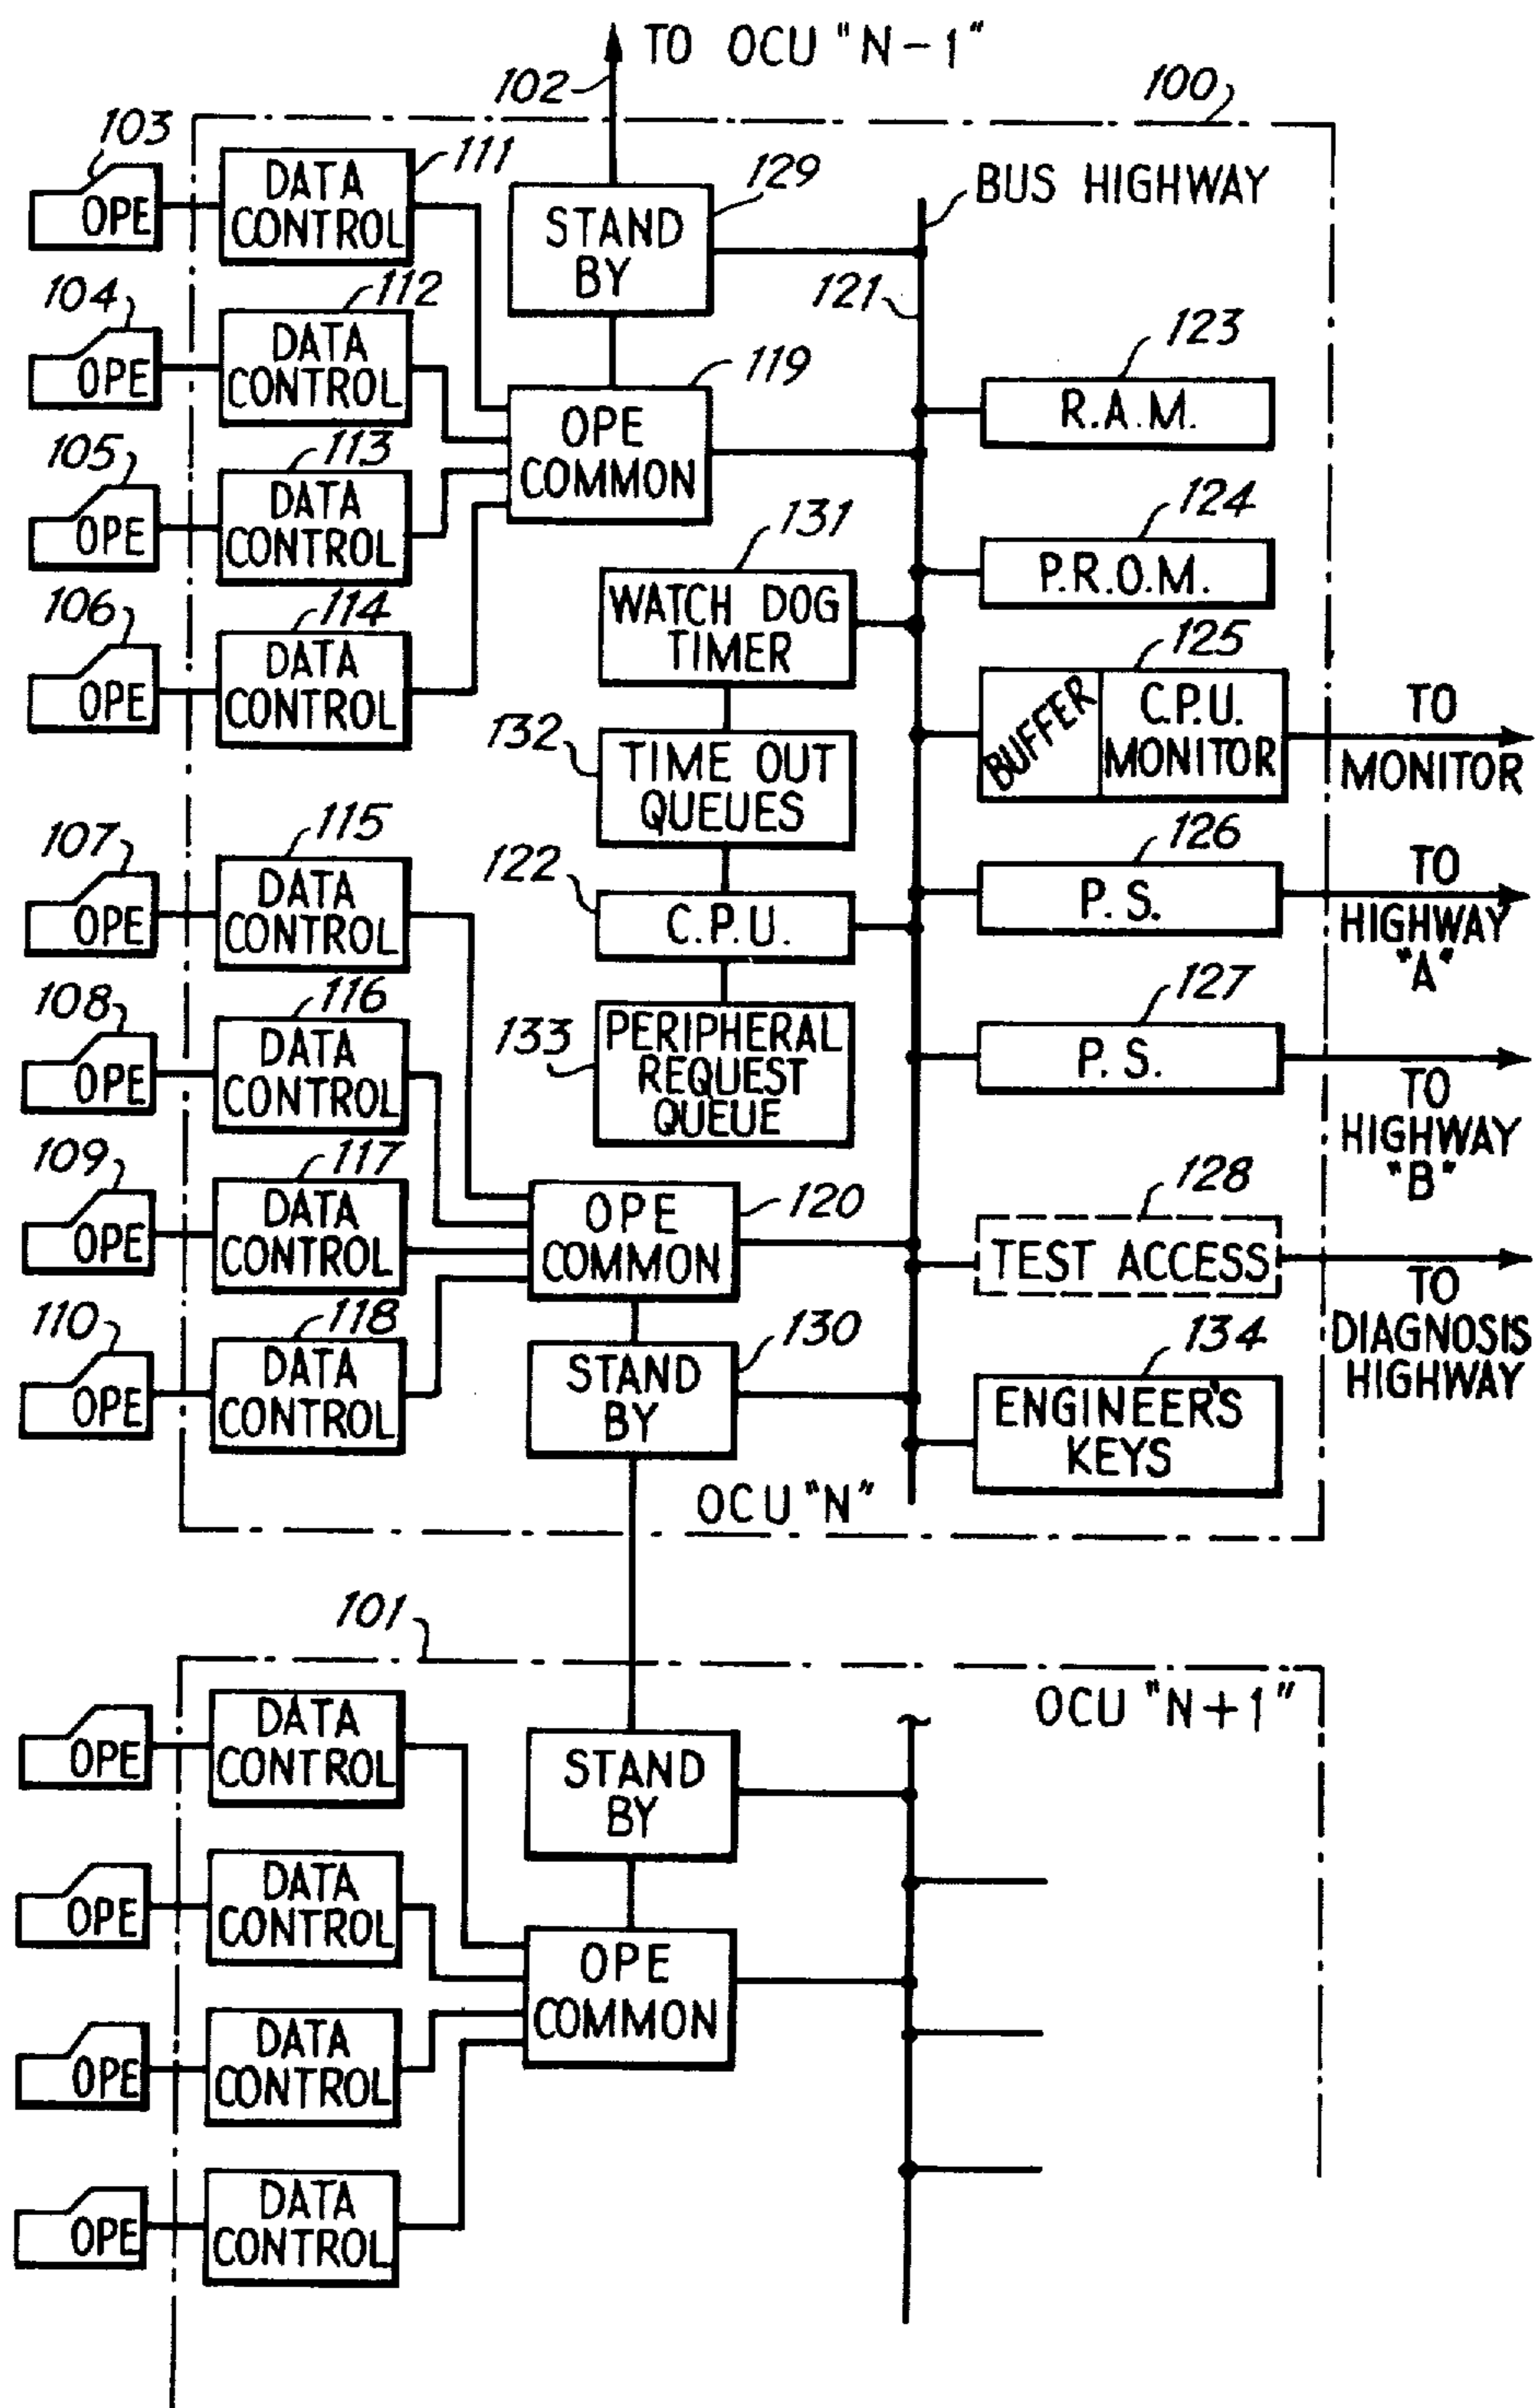 TO OCU "N-1"
102
100
103
111
129
BUS HIGHWAY
OPE
DATA
CONTROL
STAND
BY
121
104
112
OPE
DATA
CONTROL
119
123
R.A.M.
OPE
COMMON
105
113
OPE
DATA
CONTROL
131
124
P.R.O.M.
WATCH DOG
TIMER
106
114
OPE
DATA
CONTROL
125
BUFFER
C.P.U.
MONITOR
TO
MONITOR
132
TIME OUT
QUEUES
107
115
OPE
DATA
CONTROL
122
C.P.U.
126
P.S.
TO
HIGHWAY
"A"
108
116
OPE
DATA
CONTROL
133
PERIPHERAL
REQUEST
QUEUE
127
P.S.
TO
HIGHWAY
"B"
109
117
OPE
DATA
CONTROL
120
OPE
COMMON
128
TEST ACCESS
TO
DIAGNOSIS
HIGHWAY
110
118
OPE
DATA
CONTROL
130
STAND
BY
134
ENGINEER'S
KEYS
OCU "N"
101
OCU "N+1"
OPE
DATA
CONTROL
STAND
BY
OPE
DATA
CONTROL
OPE
COMMON
OPE
DATA
CONTROL
OPE
DATA
CONTROL